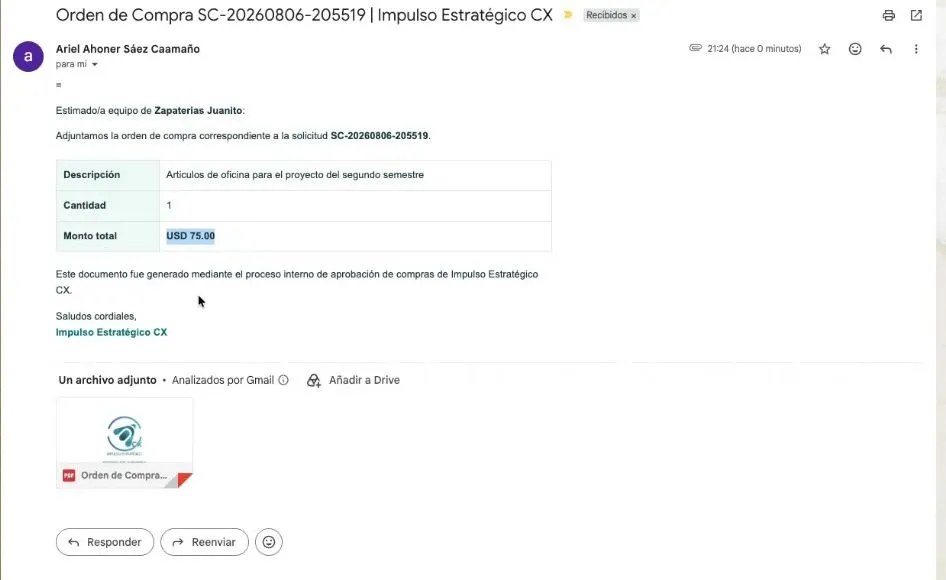 Orden de Compra SC-20260806-205519 | Impulso Estratégico CX
Recibidos ×
a
Ariel Ahoner Sáez Caamaño
21:24 (hace 0 minutos)
para mi
=
Estimado/a equipo de Zapaterias Juanito:
Adjuntamos la orden de compra correspondiente a la solicitud SC-20260806-205519.
Descripción Articulos de oficina para el proyecto del segundo semestre
Cantidad 1
Monto total USD 75.00
Este documento fue generado mediante el proceso interno de aprobación de compras de Impulso Estratégico
CX.
Saludos cordiales,
Impulso Estratégico CX
Un archivo adjunto • Analizados por Gmail
Añadir a Drive
CX
PDF Orden de Compra...
Responder
Reenviar